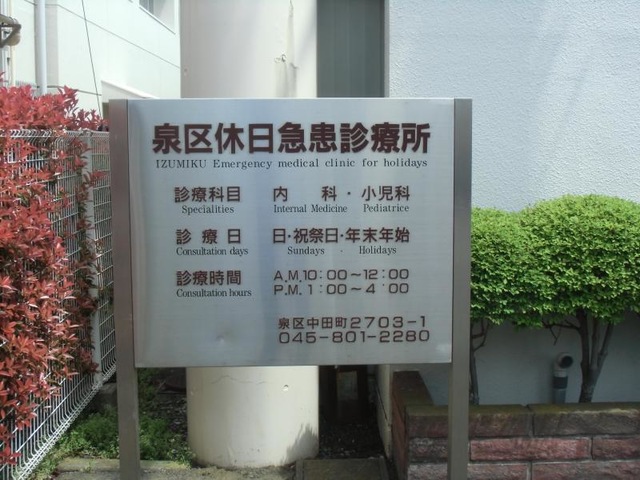 泉区休日急患診療所
IZUMIKU Emergency medical clinic for holidays
診療科目 内科・小児科
Specialities Internal Medicine Pediatrice
診療日 日・祝祭日・年末年始
Consultation days Sundays · Holidays
診療時間 A.M.10:00〜12:00
Consultation hours P.M. 1:00〜4:00
泉区中田町2703-1
045-801-2280